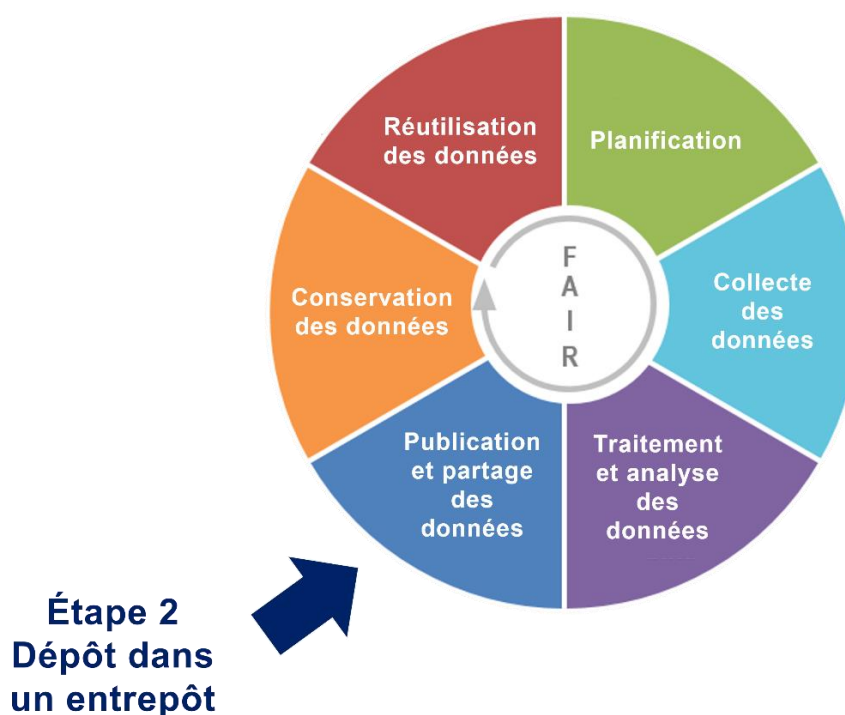 Réutilisation
des données
Planification
Collecte
des
données
Traitement
et analyse
des
données
Publication
et partage
des
données
Conservation
des données
F
A
I
R
Étape 2
Dépôt dans
un entrepôt